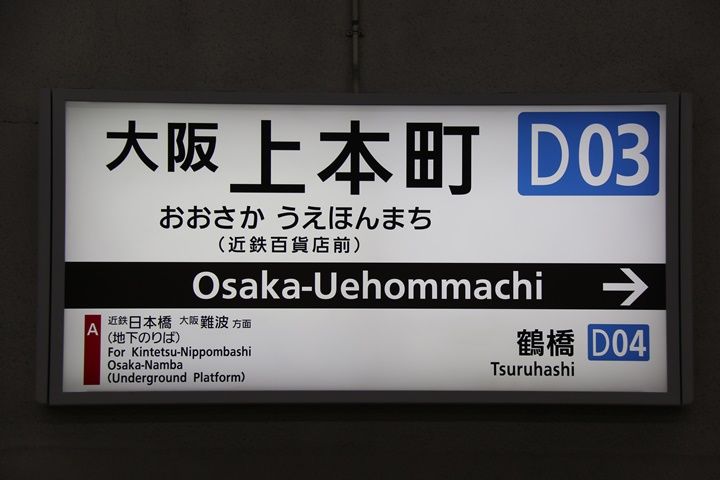 大阪 上本町 D03
おおさか うえほんまち
(近鉄百貨店前)
Osaka-Uehommachi →
A 近鉄日本橋 大阪難波 方面
(地下のりば)
For Kintetsu-Nippombashi
Osaka-Namba
(Underground Platform)
鶴橋 D04
Tsuruhashi